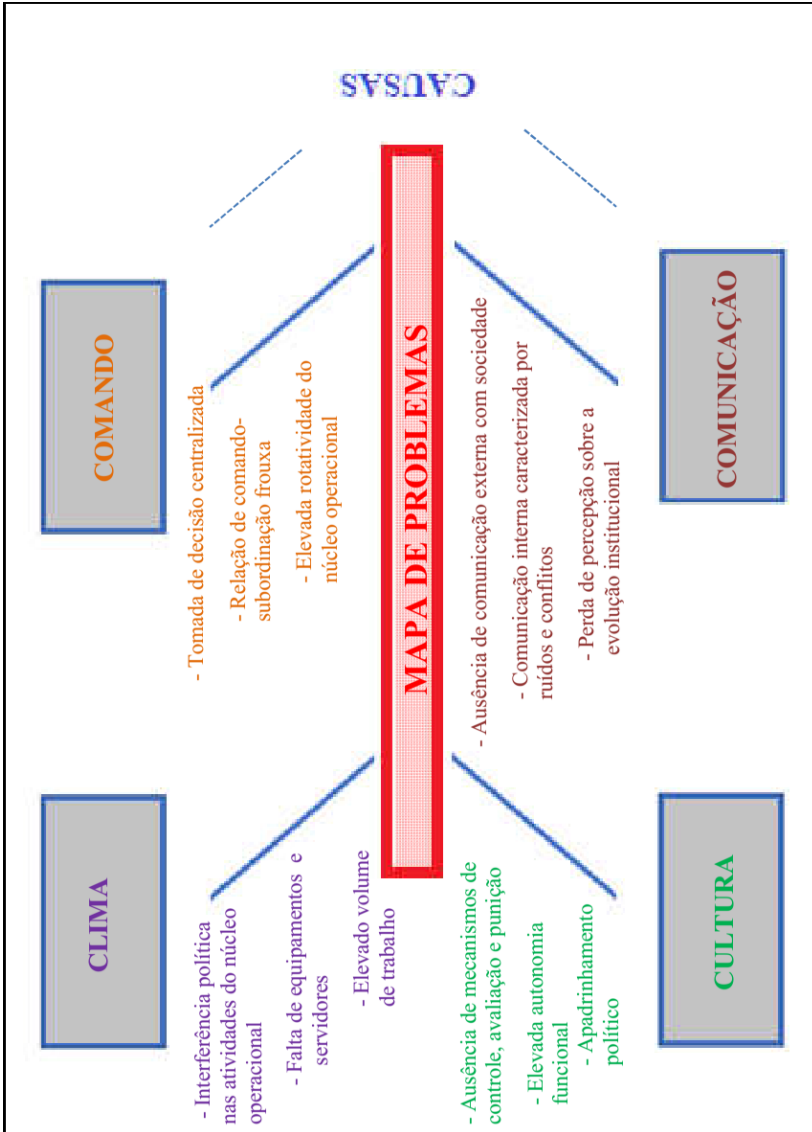 CLIMA
- Interferência política
nas atividades do núcleo
operacional
- Falta de equipamentos e
servidores
- Elevado volume
de trabalho
COMANDO
- Tomada de decisão centralizada
- Relação de comando-
subordinação frouxa
- Elevada rotatividade do
núcleo operacional
MAPA DE PROBLEMAS
CAUSAS
- Ausência de mecanismos de
controle, avaliação e punição
- Elevada autonomia
funcional
- Apadrinhamento
político
CULTURA
- Ausência de comunicação externa com sociedade
- Comunicação interna caracterizada por
ruídos e conflitos
- Perda de percepção sobre a
evolução institucional
COMUNICAÇÃO